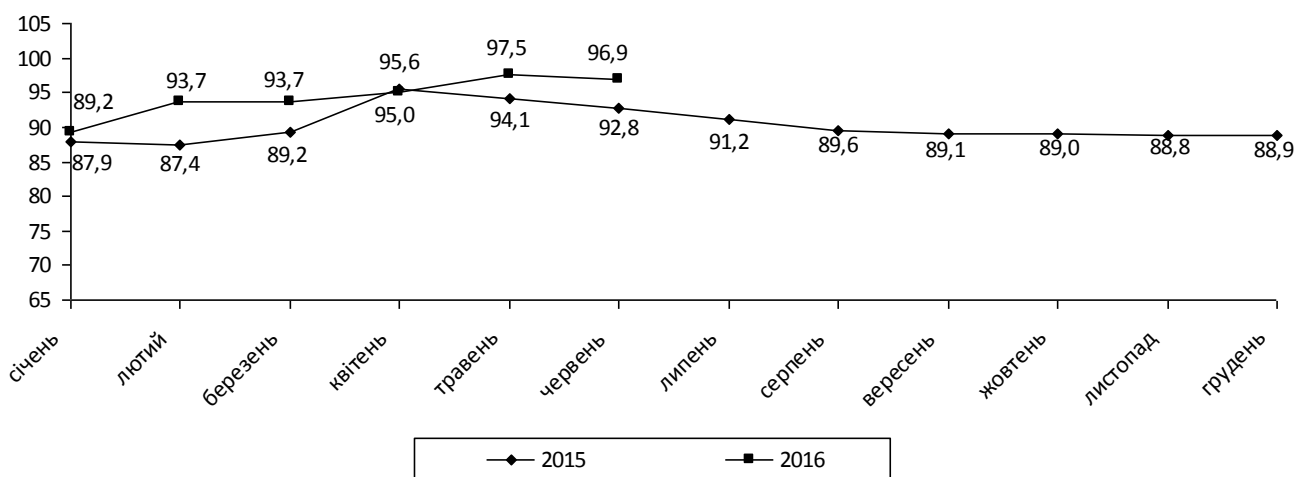 105
100
95
90
85
80
75
70
65
89,2
93,7
93,7
95,6
97,5
96,9
87,9
87,4
89,2
95,0
94,1
92,8
91,2
89,6
89,1
89,0
88,8
88,9
січень
лютий
березень
квітень
травень
червень
липень
серпень
вересень
жовтень
листопад
грудень
2015
2016